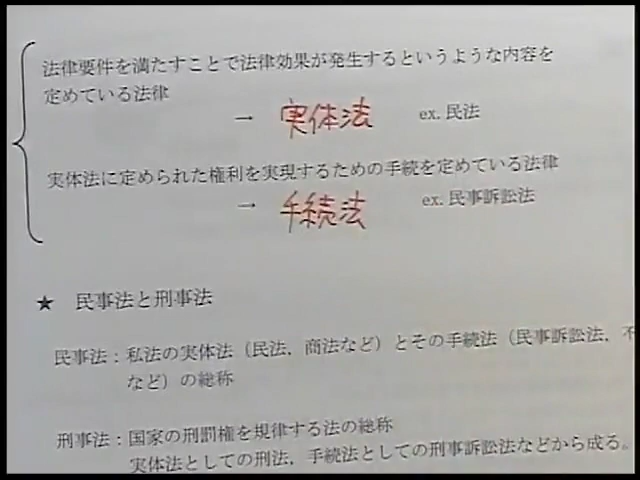 法律要件を満たすことで法律効果が発生するというような内容を
定めている法律
→ 実体法 ex. 民法
実体法に定められた権利を実現するための手続を定めている法律
→ 手続法 ex. 民事訴訟法
★ 民事法と刑事法
民事法：私法の実体法（民法，商法など）とその手続法（民事訴訟法，不
など）の総称
刑事法：国家の刑罰権を規律する法の総称
実体法としての刑法，手続法としての刑事訴訟法などから成る。